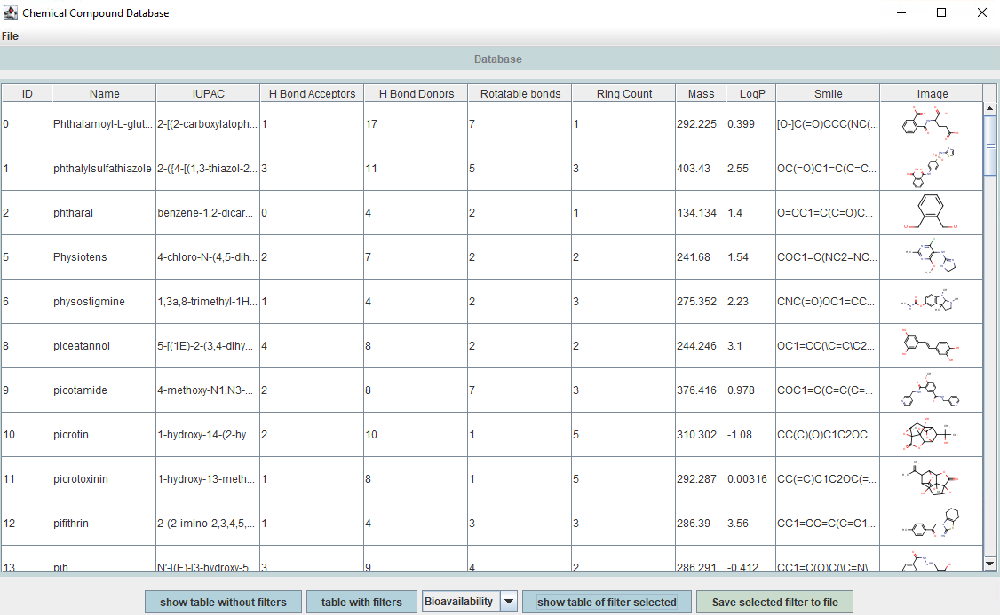 Chemical Compound Database
File
Database
ID Name IUPAC H Bond Acceptors H Bond Donors Rotatable bonds Ring Count Mass LogP Smile Image
0 Phthalamoyl-L-glut... 2-[(2-carboxylatoph... 1 17 7 1 292.225 0.399 [O-]C(=O)CCC(NC(...
1 phthalylsulfathiazole 2-({4-[(1,3-thiazol-2... 3 11 5 3 403.43 2.55 OC(=O)C1=C(C=C...
2 phtharal benzene-1,2-dicar... 0 4 2 1 134.134 1.4 O=CC1=C(C=O)C...
5 Physiotens 4-chloro-N-(4,5-dih... 2 7 2 2 241.68 1.54 COC1=C(NC2=NC...
6 physostigmine 1,3a,8-trimethyl-1H... 1 4 2 3 275.352 2.23 CNC(=O)OC1=CC...
8 piceatannol 5-[(1E)-2-(3,4-dihy... 4 8 2 2 244.246 3.1 OC1=CC(\C=C\C2...
9 picotamide 4-methoxy-N1,N3-... 2 8 7 3 376.416 0.978 COC1=C(C=C(C=...
10 picrotin 1-hydroxy-14-(2-hy... 2 10 1 5 310.302 -1.08 CC(C)(O)C1C2OC...
11 picrotoxinin 1-hydroxy-13-meth... 1 8 1 5 292.287 0.00316 CC(=C)C1C2OC(=...
12 pifithrin 2-(2-imino-2,3,4,5,... 1 4 3 3 286.39 3.56 CC1=CC=C(C=C1...
13 pih N'-[(E)-[3-hydroxy-5... 3 9 4 2 286.291 -0.412 CC1=C(O)C(\C=N\...
show table without filters table with filters Bioavailability show table of filter selected Save selected filter to file